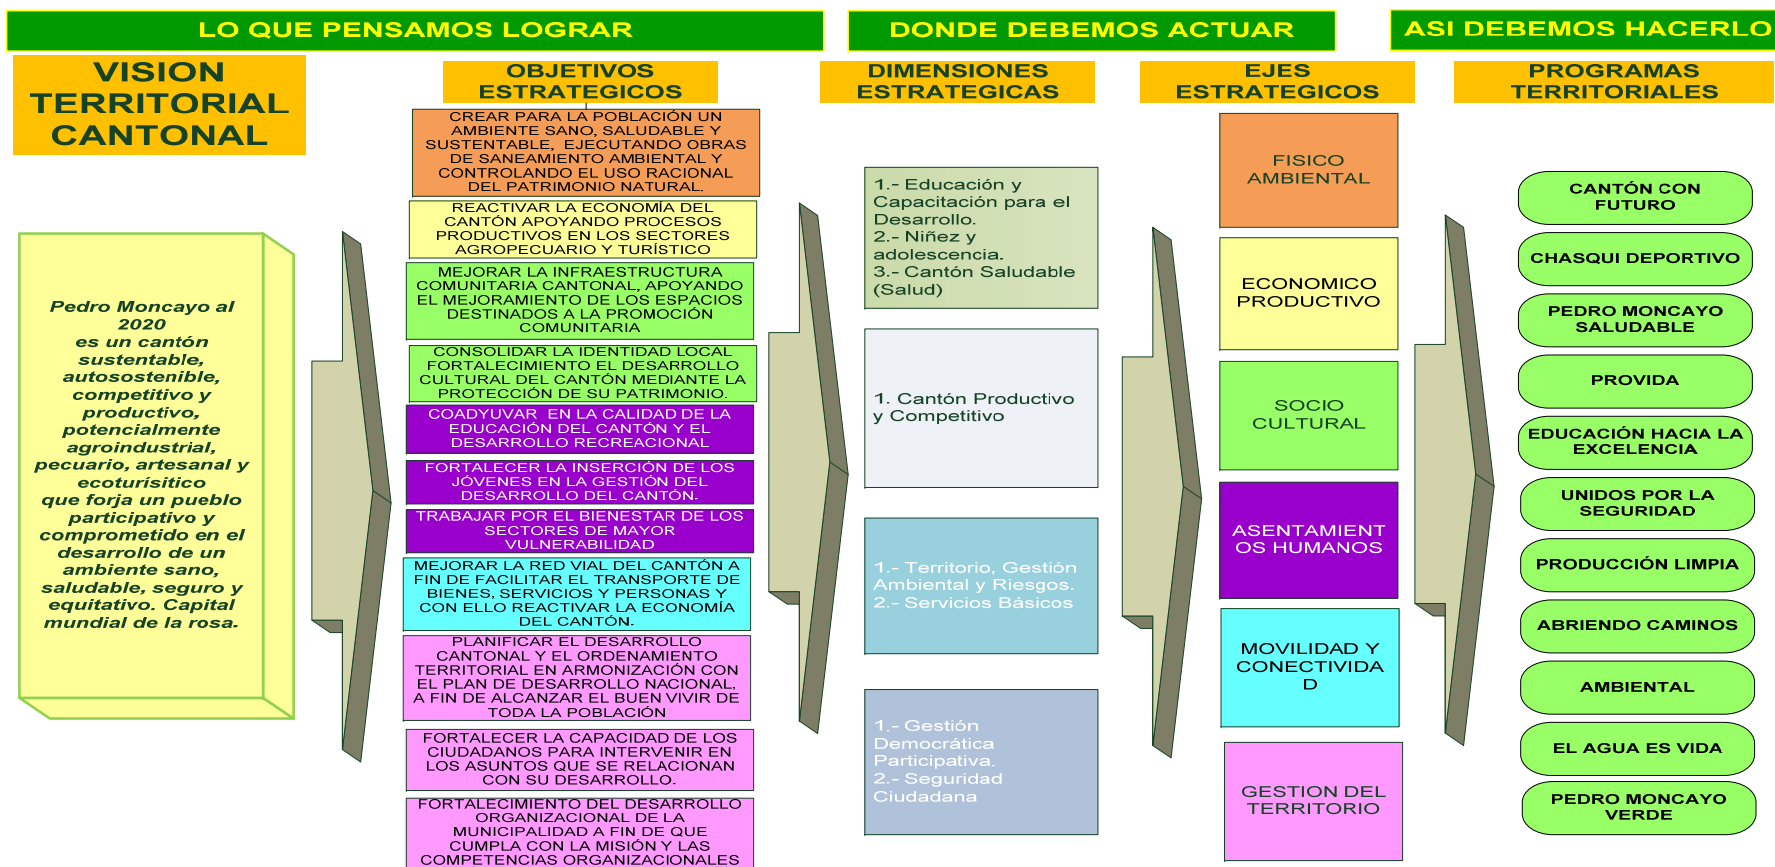 LO QUE PENSAMOS LOGRAR
DONDE DEBEMOS ACTUAR
ASI DEBEMOS HACERLO
VISION
TERRITORIAL
CANTONAL
OBJETIVOS
ESTRATEGICOS
DIMENSIONES
ESTRATEGICAS
EJES
ESTRATEGICOS
PROGRAMAS
TERRITORIALES
Pedro Moncayo al
2020
es un cantón
sustentable,
autosostenible,
competitivo y
productivo,
potencialmente
agroindustrial,
pecuario, artesanal y
ecoturísitico
que forja un pueblo
participativo y
comprometido en el
desarrollo de un
ambiente sano,
saludable, seguro y
equitativo. Capital
mundial de la rosa.
CREAR PARA LA POBLACIÓN UN
AMBIENTE SANO, SALUDABLE Y
SUSTENTABLE, EJECUTANDO OBRAS
DE SANEAMIENTO AMBIENTAL Y
CONTROLANDO EL USO RACIONAL
DEL PATRIMONIO NATURAL.
REACTIVAR LA ECONOMÍA DEL
CANTÓN APOYANDO PROCESOS
PRODUCTIVOS EN LOS SECTORES
AGROPECUARIO Y TURÍSTICO
MEJORAR LA INFRAESTRUCTURA
COMUNITARIA CANTONAL, APOYANDO
EL MEJORAMIENTO DE LOS ESPACIOS
DESTINADOS A LA PROMOCIÓN
COMUNITARIA
CONSOLIDAR LA IDENTIDAD LOCAL
FORTALECIMIENTO EL DESARROLLO
CULTURAL DEL CANTÓN MEDIANTE LA
PROTECCIÓN DE SU PATRIMONIO.
COADYUVAR EN LA CALIDAD DE LA
EDUCACIÓN DEL CANTÓN Y EL
DESARROLLO RECREACIONAL
FORTALECER LA INSERCIÓN DE LOS
JÓVENES EN LA GESTIÓN DEL
DESARROLLO DEL CANTÓN.
TRABAJAR POR EL BIENESTAR DE LOS
SECTORES DE MAYOR
VULNERABILIDAD
MEJORAR LA RED VIAL DEL CANTÓN A
FIN DE FACILITAR EL TRANSPORTE DE
BIENES, SERVICIOS Y PERSONAS Y
CON ELLO REACTIVAR LA ECONOMÍA
DEL CANTÓN.
PLANIFICAR EL DESARROLLO
CANTONAL Y EL ORDENAMIENTO
TERRITORIAL EN ARMONIZACIÓN CON
EL PLAN DE DESARROLLO NACIONAL,
A FIN DE ALCANZAR EL BUEN VIVIR DE
TODA LA POBLACIÓN
FORTALECER LA CAPACIDAD DE LOS
CIUDADANOS PARA INTERVENIR EN
LOS ASUNTOS QUE SE RELACIONAN
CON SU DESARROLLO.
FORTALECIMIENTO DEL DESARROLLO
ORGANIZACIONAL DE LA
MUNICIPALIDAD A FIN DE QUE
CUMPLA CON LA MISIÓN Y LAS
COMPETENCIAS ORGANIZACIONALES
1.- Educación y
Capacitación para el
Desarrollo.
2.- Niñez y
adolescencia.
3.- Cantón Saludable
(Salud)
1. Cantón Productivo
y Competitivo
1.- Territorio, Gestión
Ambiental y Riesgos.
2.- Servicios Básicos
1.- Gestión
Democrática
Participativa.
2.- Seguridad
Ciudadana
FISICO
AMBIENTAL
ECONOMICO
PRODUCTIVO
SOCIO
CULTURAL
ASENTAMIENT
OS HUMANOS
MOVILIDAD Y
CONECTIVIDA
D
GESTION DEL
TERRITORIO
CANTÓN CON
FUTURO
CHASQUI DEPORTIVO
PEDRO MONCAYO
SALUDABLE
PROVIDA
EDUCACIÓN HACIA LA
EXCELENCIA
UNIDOS POR LA
SEGURIDAD
PRODUCCIÓN LIMPIA
ABRIENDO CAMINOS
AMBIENTAL
EL AGUA ES VIDA
PEDRO MONCAYO
VERDE